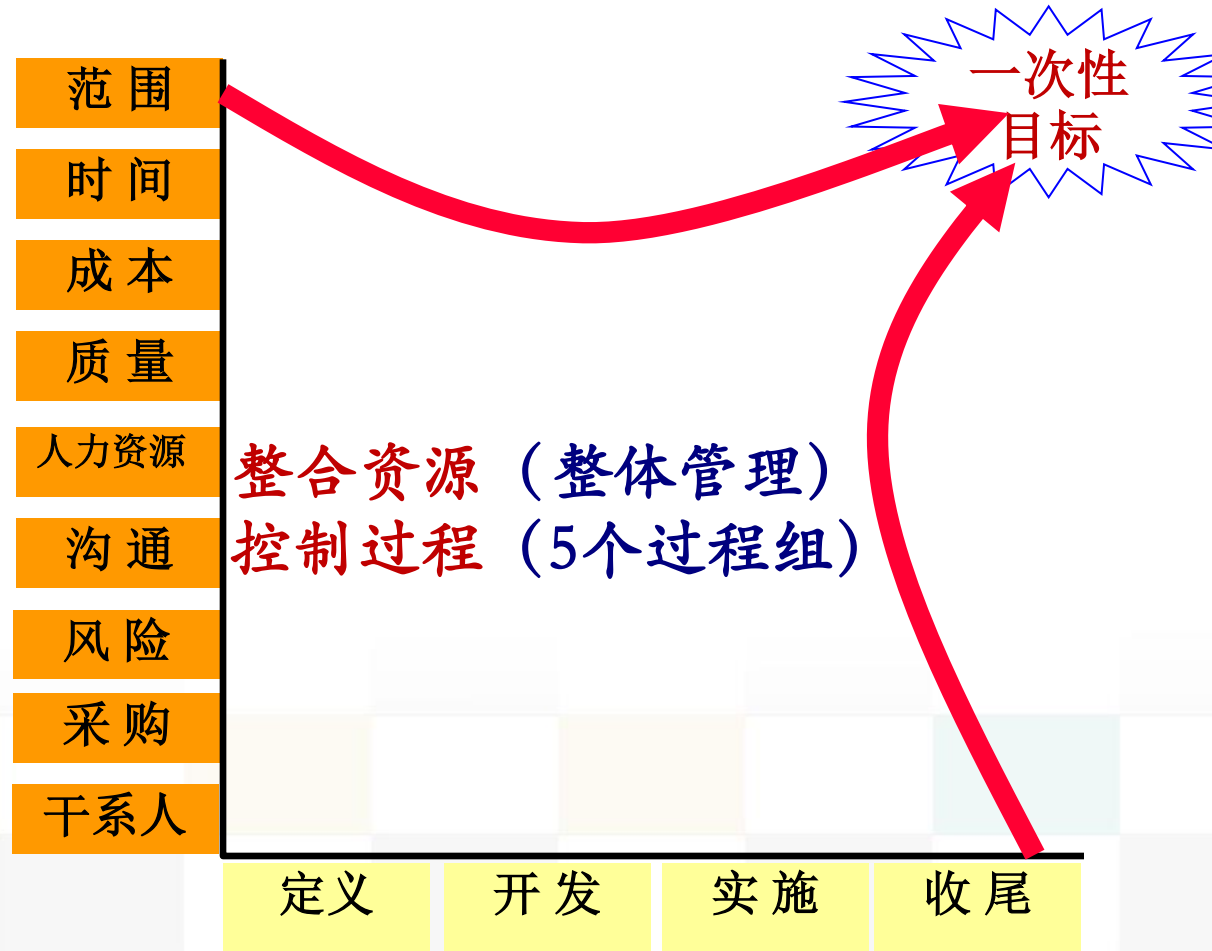 一次性
目标
范 围
时 间
成 本
质 量
人力资源
沟 通
风 险
采 购
干系人
整合资源（整体管理）
控制过程（5个过程组）
定义
开 发
实 施
收 尾